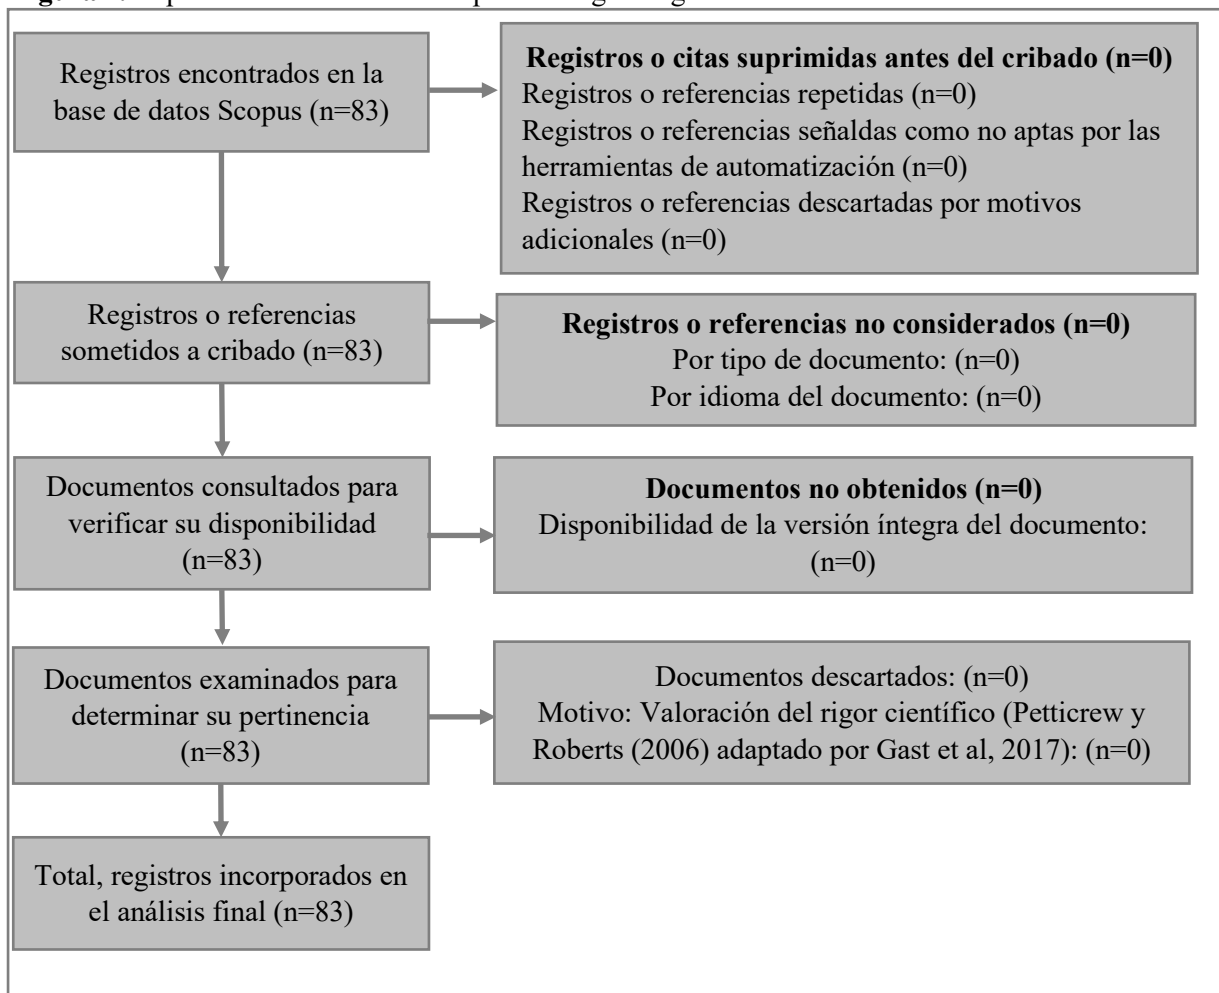 Registros encontrados en la
base de datos Scopus (n=83)
Registros o citas suprimidas antes del cribado (n=0)
Registros o referencias repetidas (n=0)
Registros o referencias señaldas como no aptas por las
herramientas de automatización (n=0)
Registros o referencias descartadas por motivos
adicionales (n=0)
Registros o referencias
sometidos a cribado (n=83)
Registros o referencias no considerados (n=0)
Por tipo de documento: (n=0)
Por idioma del documento: (n=0)
Documentos consultados para
verificar su disponibilidad
(n=83)
Documentos no obtenidos (n=0)
Disponibilidad de la versión íntegra del documento:
(n=0)
Documentos examinados para
determinar su pertinencia
(n=83)
Documentos descartados: (n=0)
Motivo: Valoración del rigor científico (Petticrew y
Roberts (2006) adaptado por Gast et al, 2017): (n=0)
Total, registros incorporados en
el análisis final (n=83)